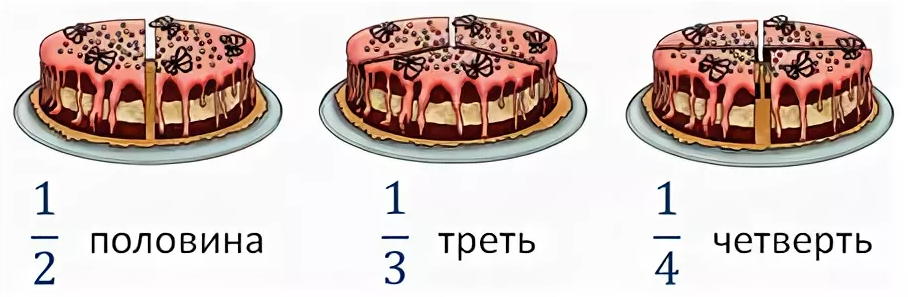 1/2 половина
1/3 треть
1/4 четверть